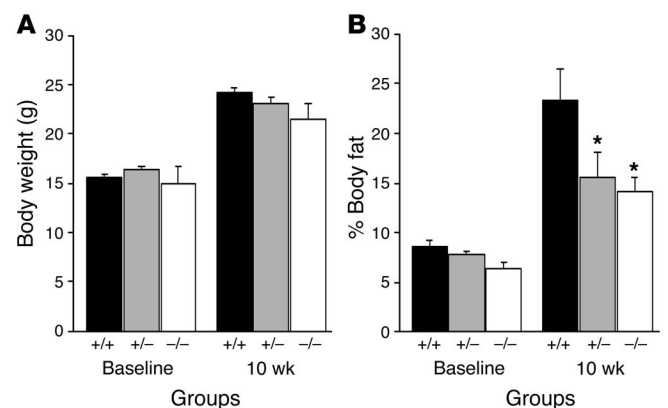 A
Body weight (g)
30
25
20
15
10
5
0
+/+ +/– –/– +/+ +/– –/–
Baseline 10 wk
Groups
B
% Body fat
30
25
20
15
10
5
0
* *
+/+ +/– –/– +/+ +/– –/–
Baseline 10 wk
Groups